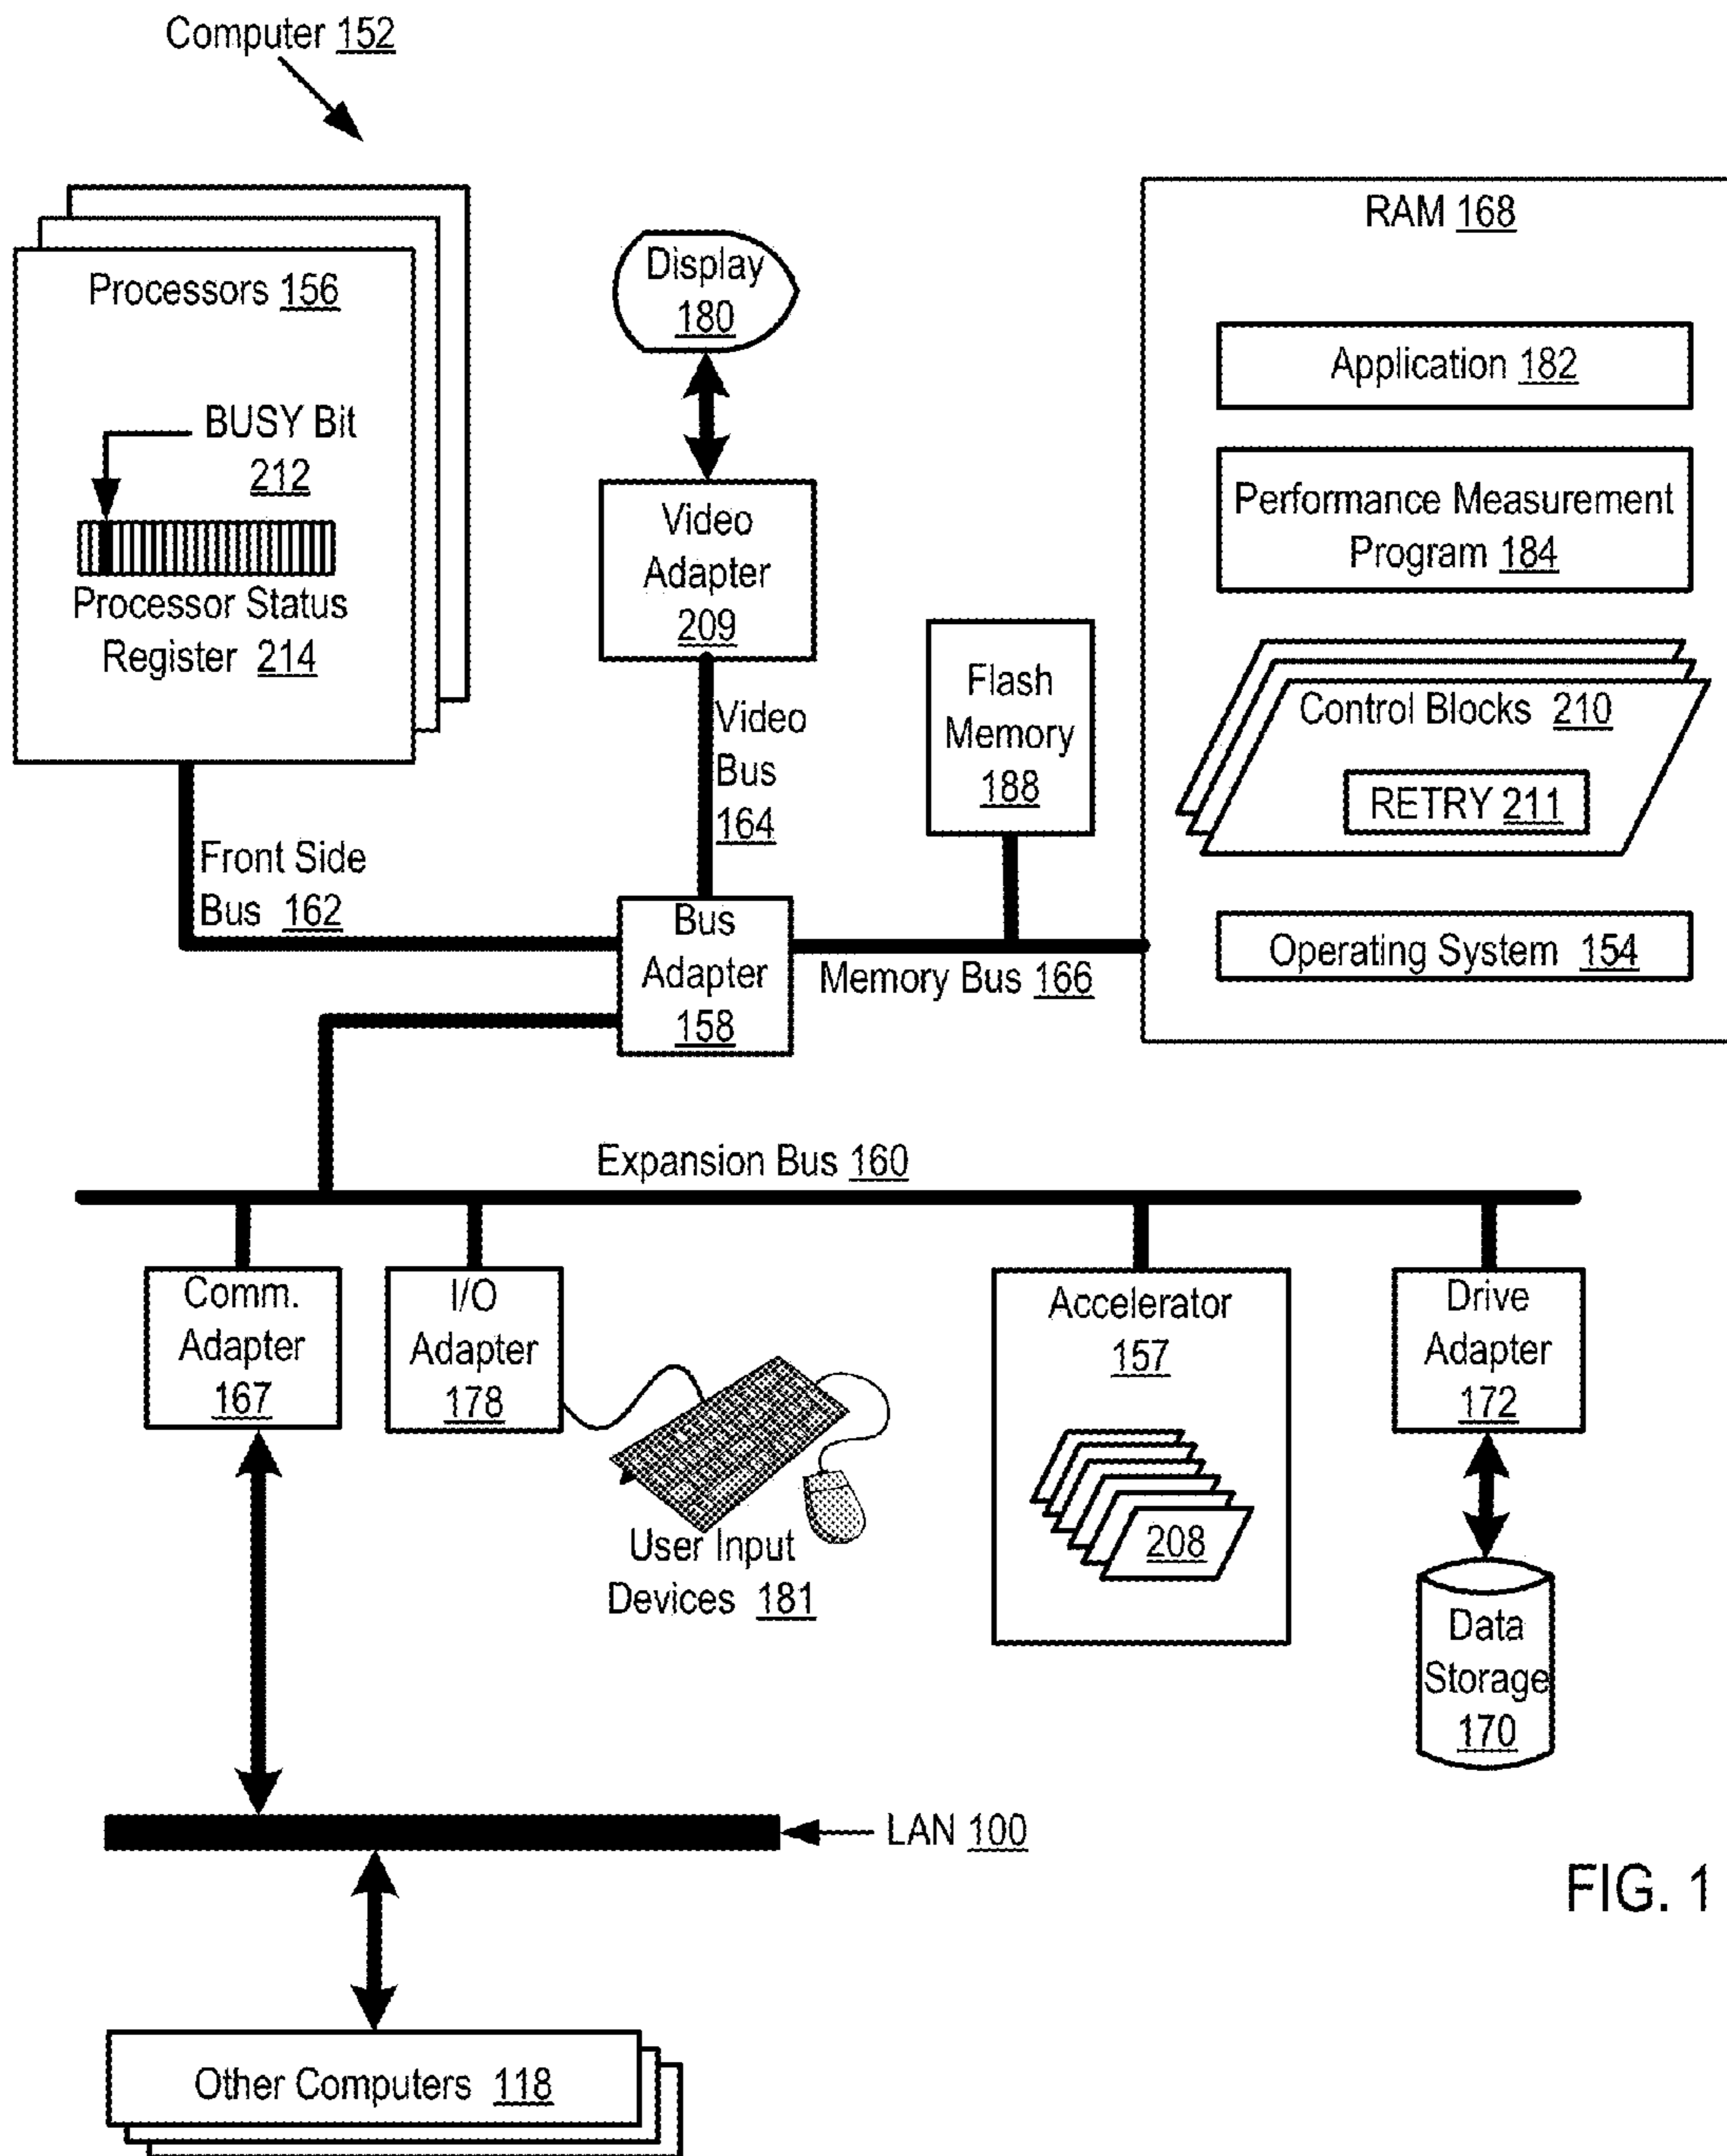 Computer 152
Processors 156
BUSY Bit
212
Processor Status
Register 214
Display
180
Video
Adapter
209
Video
Bus
164
Flash
Memory
188
RAM 168
Application 182
Performance Measurement
Program 184
Control Blocks 210
RETRY 211
Operating System 154
Front Side
Bus 162
Bus
Adapter
158
Memory Bus 166
Expansion Bus 160
Comm.
Adapter
167
I/O
Adapter
178
User Input
Devices 181
Accelerator
157
208
Drive
Adapter
172
Data
Storage
170
LAN 100
FIG. 1
Other Computers 118